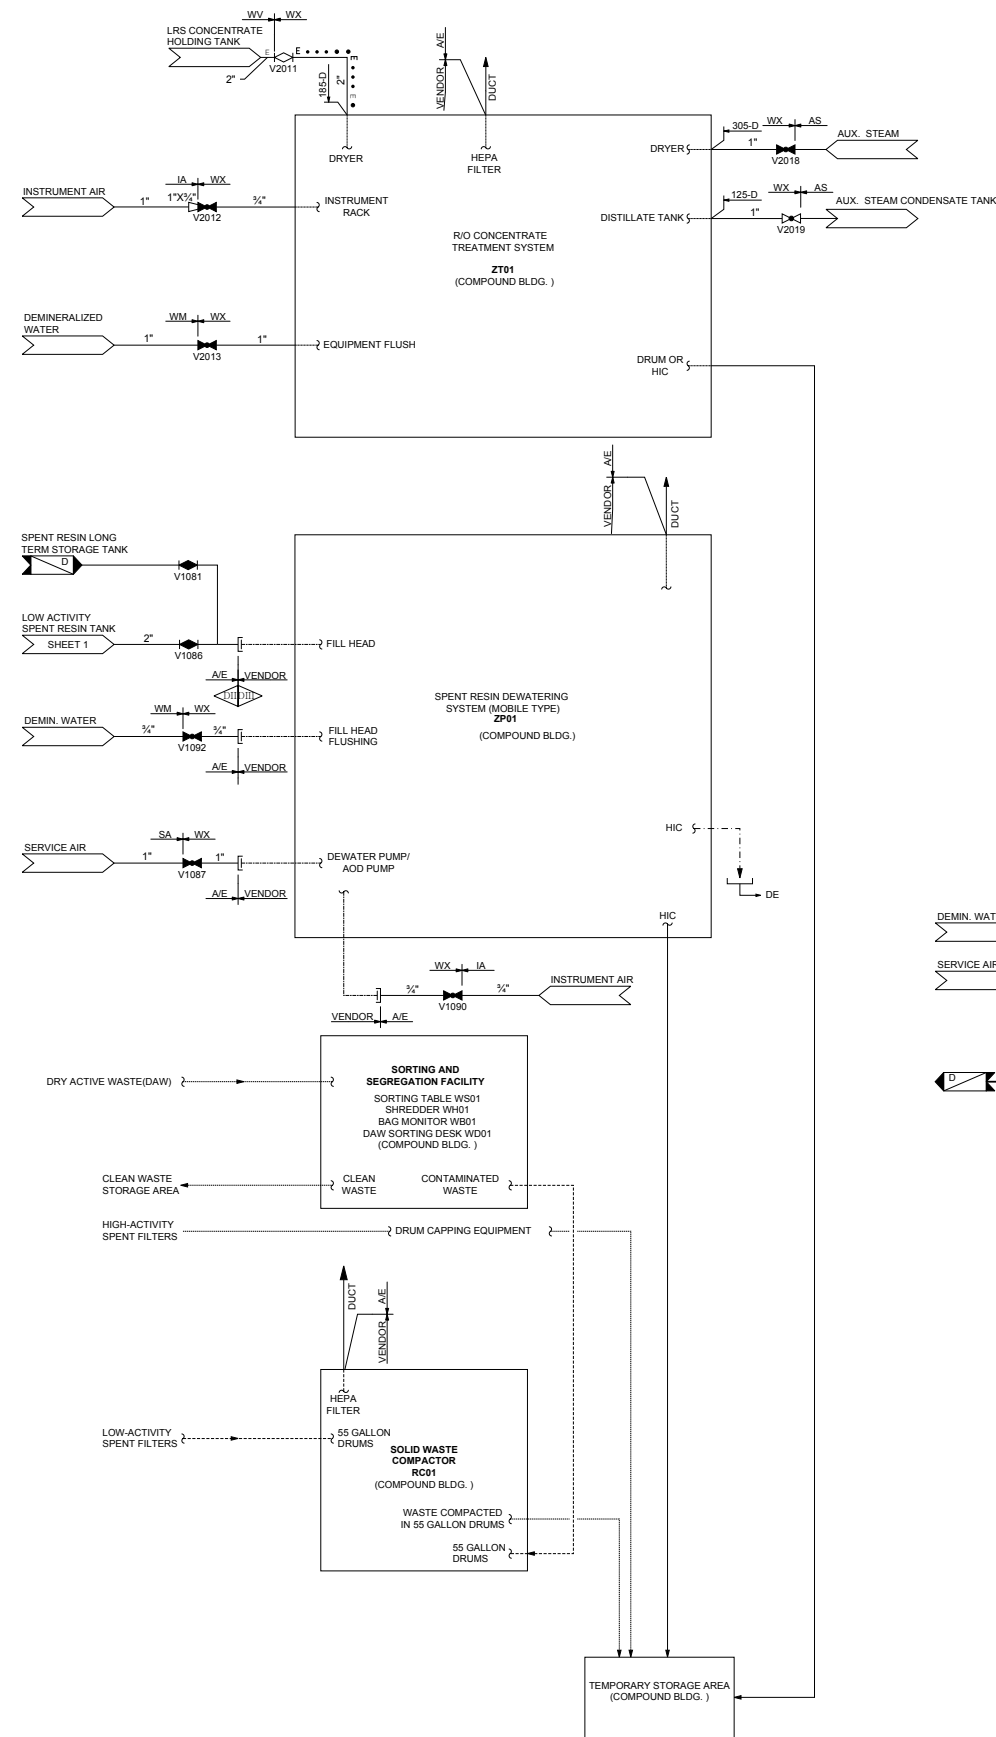 WV WX
LRS CONCENTRATE
HOLDING TANK
E
E
E
E
V2011
2"
185-D
2"
DRYER
VENDOR A/E
DUCT
HEPA
FILTER
305-D
WX AS
AUX. STEAM
DRYER
1"
V2018
125-D
WX AS
AUX. STEAM CONDENSATE TANK
DISTILLATE TANK
1"
V2019
INSTRUMENT AIR
IA WX
1"
1"X¾"
¾"
V2012
INSTRUMENT
RACK
R/O CONCENTRATE
TREATMENT SYSTEM
ZT01
(COMPOUND BLDG. )
DEMINERALIZED
WATER
WM WX
1"
1"
V2013
EQUIPMENT FLUSH
DRUM OR
HIC
VENDOR A/E
DUCT
SPENT RESIN LONG
TERM STORAGE TANK
D
V1081
LOW ACTIVITY
SPENT RESIN TANK
SHEET 1
2"
V1086
FILL HEAD
A/E VENDOR
DII DIII
SPENT RESIN DEWATERING
SYSTEM (MOBILE TYPE)
ZP01
(COMPOUND BLDG.)
DEMIN. WATER
WM WX
¾"
¾"
V1092
FILL HEAD
FLUSHING
A/E VENDOR
SERVICE AIR
SA WX
1"
1"
V1087
DEWATER PUMP/
AOD PUMP
A/E VENDOR
HIC
DE
HIC
DEMIN. WAT
SERVICE AIR
D
WX IA
¾"
¾"
V1090
INSTRUMENT AIR
VENDOR A/E
SORTING AND
SEGREGATION FACILITY
SORTING TABLE WS01
SHREDDER WH01
BAG MONITOR WB01
DAW SORTING DESK WD01
(COMPOUND BLDG. )
DRY ACTIVE WASTE(DAW)
CLEAN WASTE
STORAGE AREA
CLEAN
WASTE
CONTAMINATED
WASTE
HIGH-ACTIVITY
SPENT FILTERS
DRUM CAPPING EQUIPMENT
DUCT
VENDOR A/E
HEPA
FILTER
LOW-ACTIVITY
SPENT FILTERS
55 GALLON
DRUMS
SOLID WASTE
COMPACTOR
RC01
(COMPOUND BLDG. )
WASTE COMPACTED
IN 55 GALLON DRUMS
55 GALLON
DRUMS
TEMPORARY STORAGE AREA
(COMPOUND BLDG. )